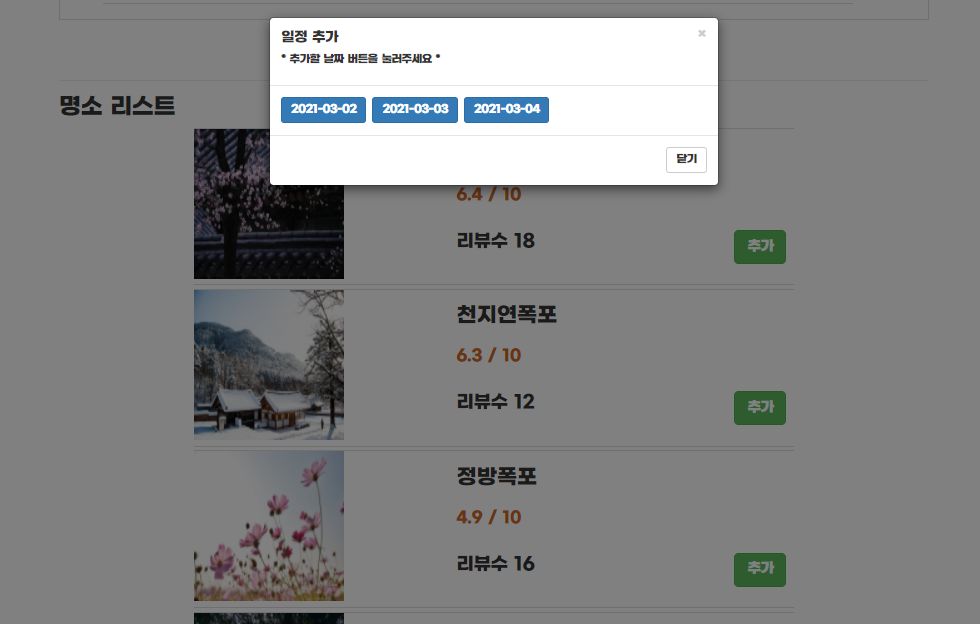 일정 추가
×
* 추가할 날짜 버튼을 눌러주세요 *
2021-03-02 2021-03-03 2021-03-04
닫기
명소 리스트
6.4 / 10
리뷰수 18
추가
천지연폭포
6.3 / 10
리뷰수 12
추가
정방폭포
4.9 / 10
리뷰수 16
추가